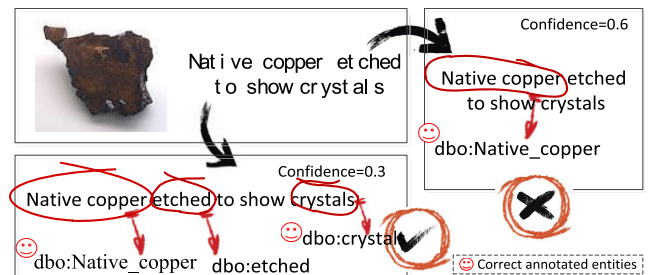 Native copper etched
to show crystals
Confidence=0.6
Native copper etched
to show crystals
dbo:Native_copper
Confidence=0.3
Native copper etched to show crystals
dbo:crystal
dbo:Native_copper
dbo:etched
Correct annotated entities